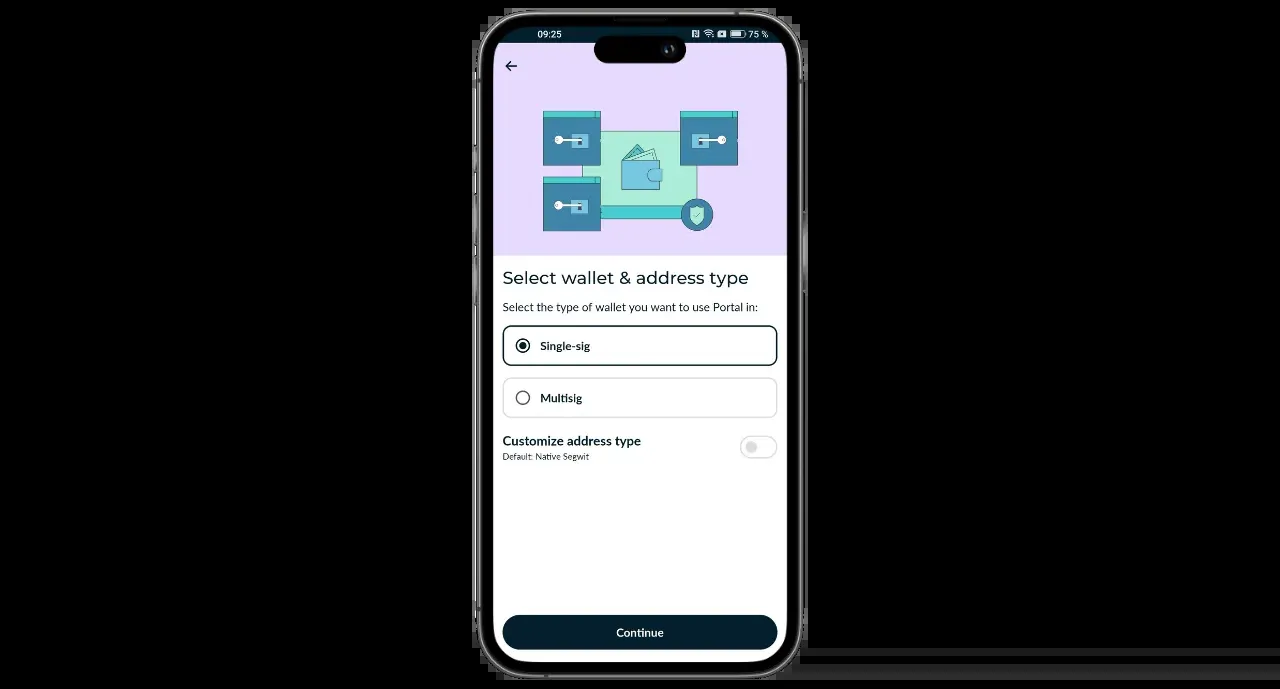 09:25
75 %
Select wallet & address type
Select the type of wallet you want to use Portal in:
Single-sig
Multisig
Customize address type
Default: Native Segwit
Continue